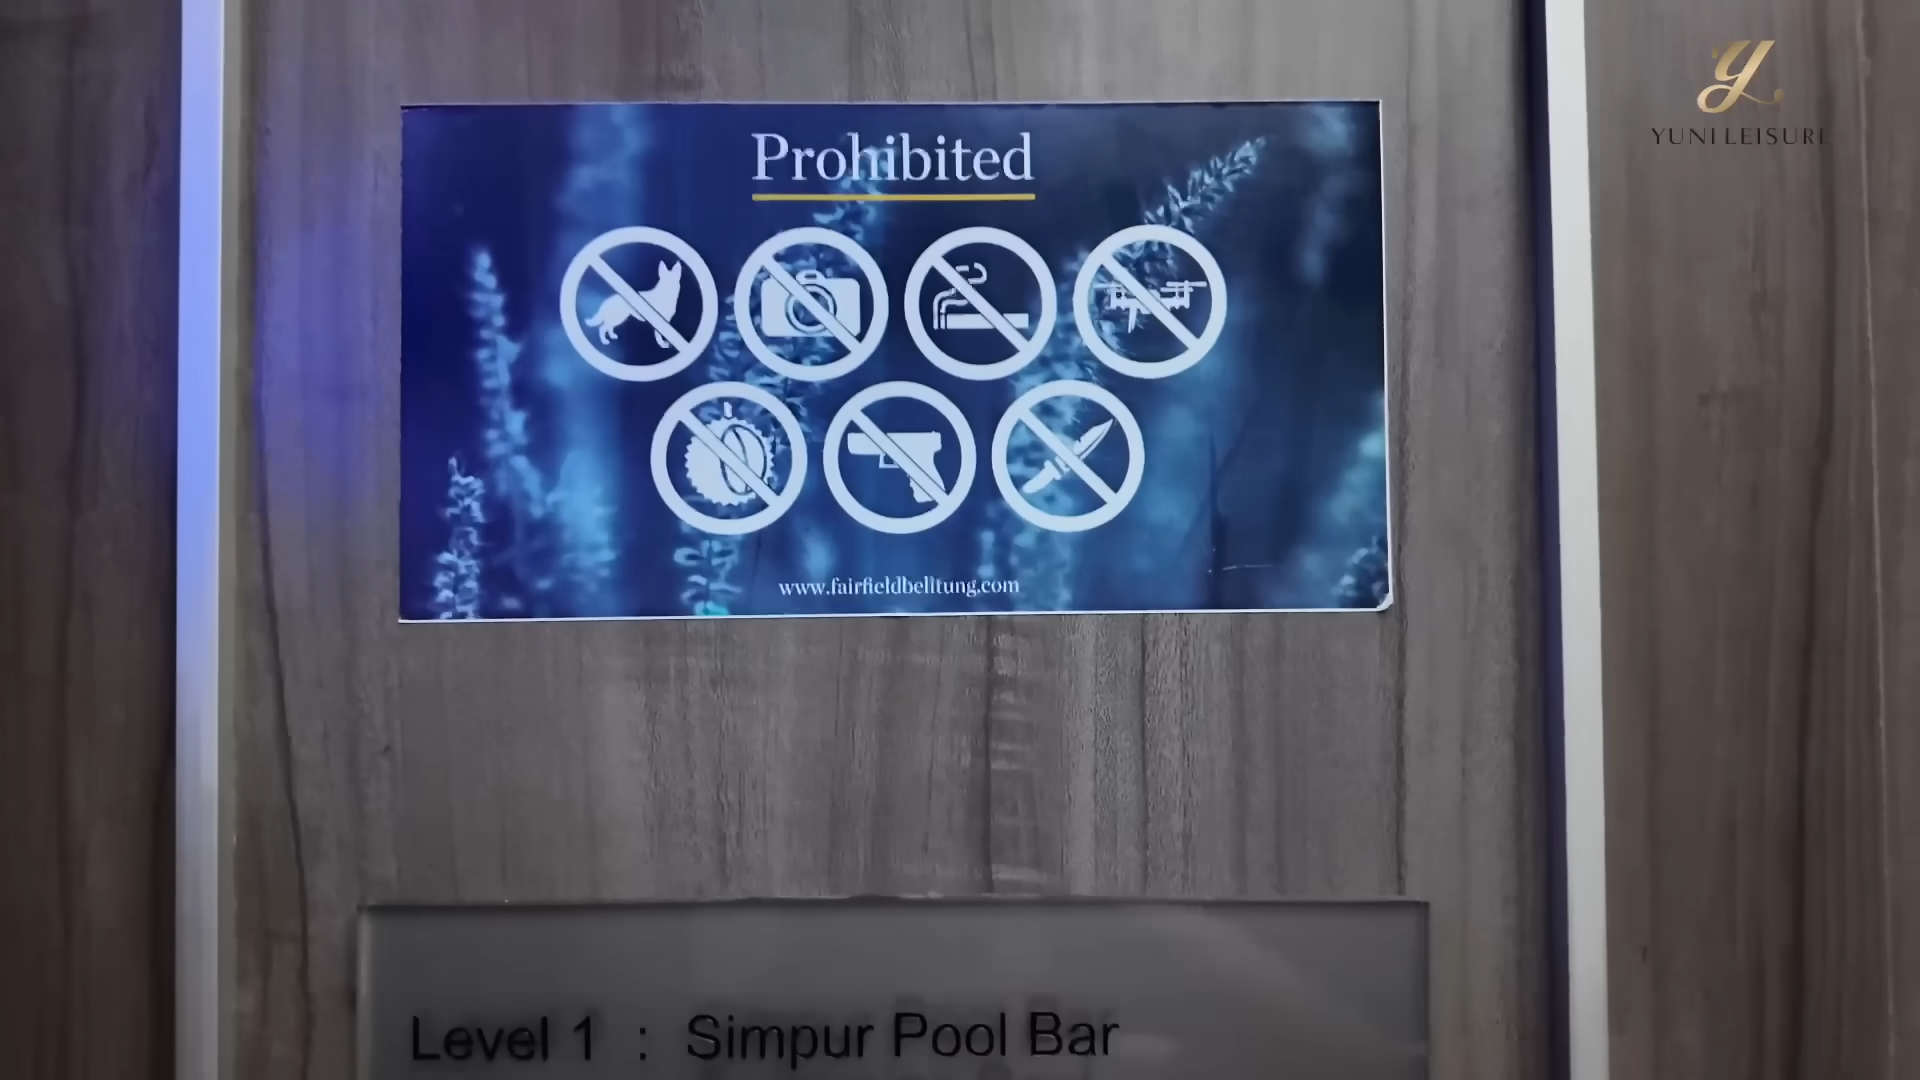 Prohibited
www.fairfieldbelitung.com
Level 1 : Simpur Pool Bar
YUNI LEISURE